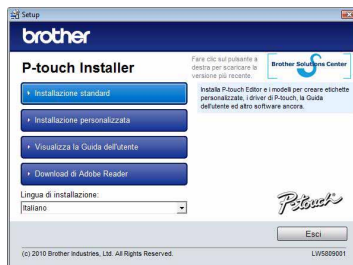 Setup
brother
P-touch Installer
Fare clic sul pulsante a
destra per scaricare la
versione più recente.
Brother Solutions Center
Installazione standard
Installazione personalizzata
Visualizza la Guida dell'utente
Download di Adobe Reader
Installa P-touch Editor e i modelli per creare etichette
personalizzate, i driver di P-touch, la Guida
dell'utente ed altro software ancora.
Lingua di installazione:
Italiano
P-touch
Esci
(c) 2010 Brother Industries, Ltd. All Rights Reserved.
LW5809001